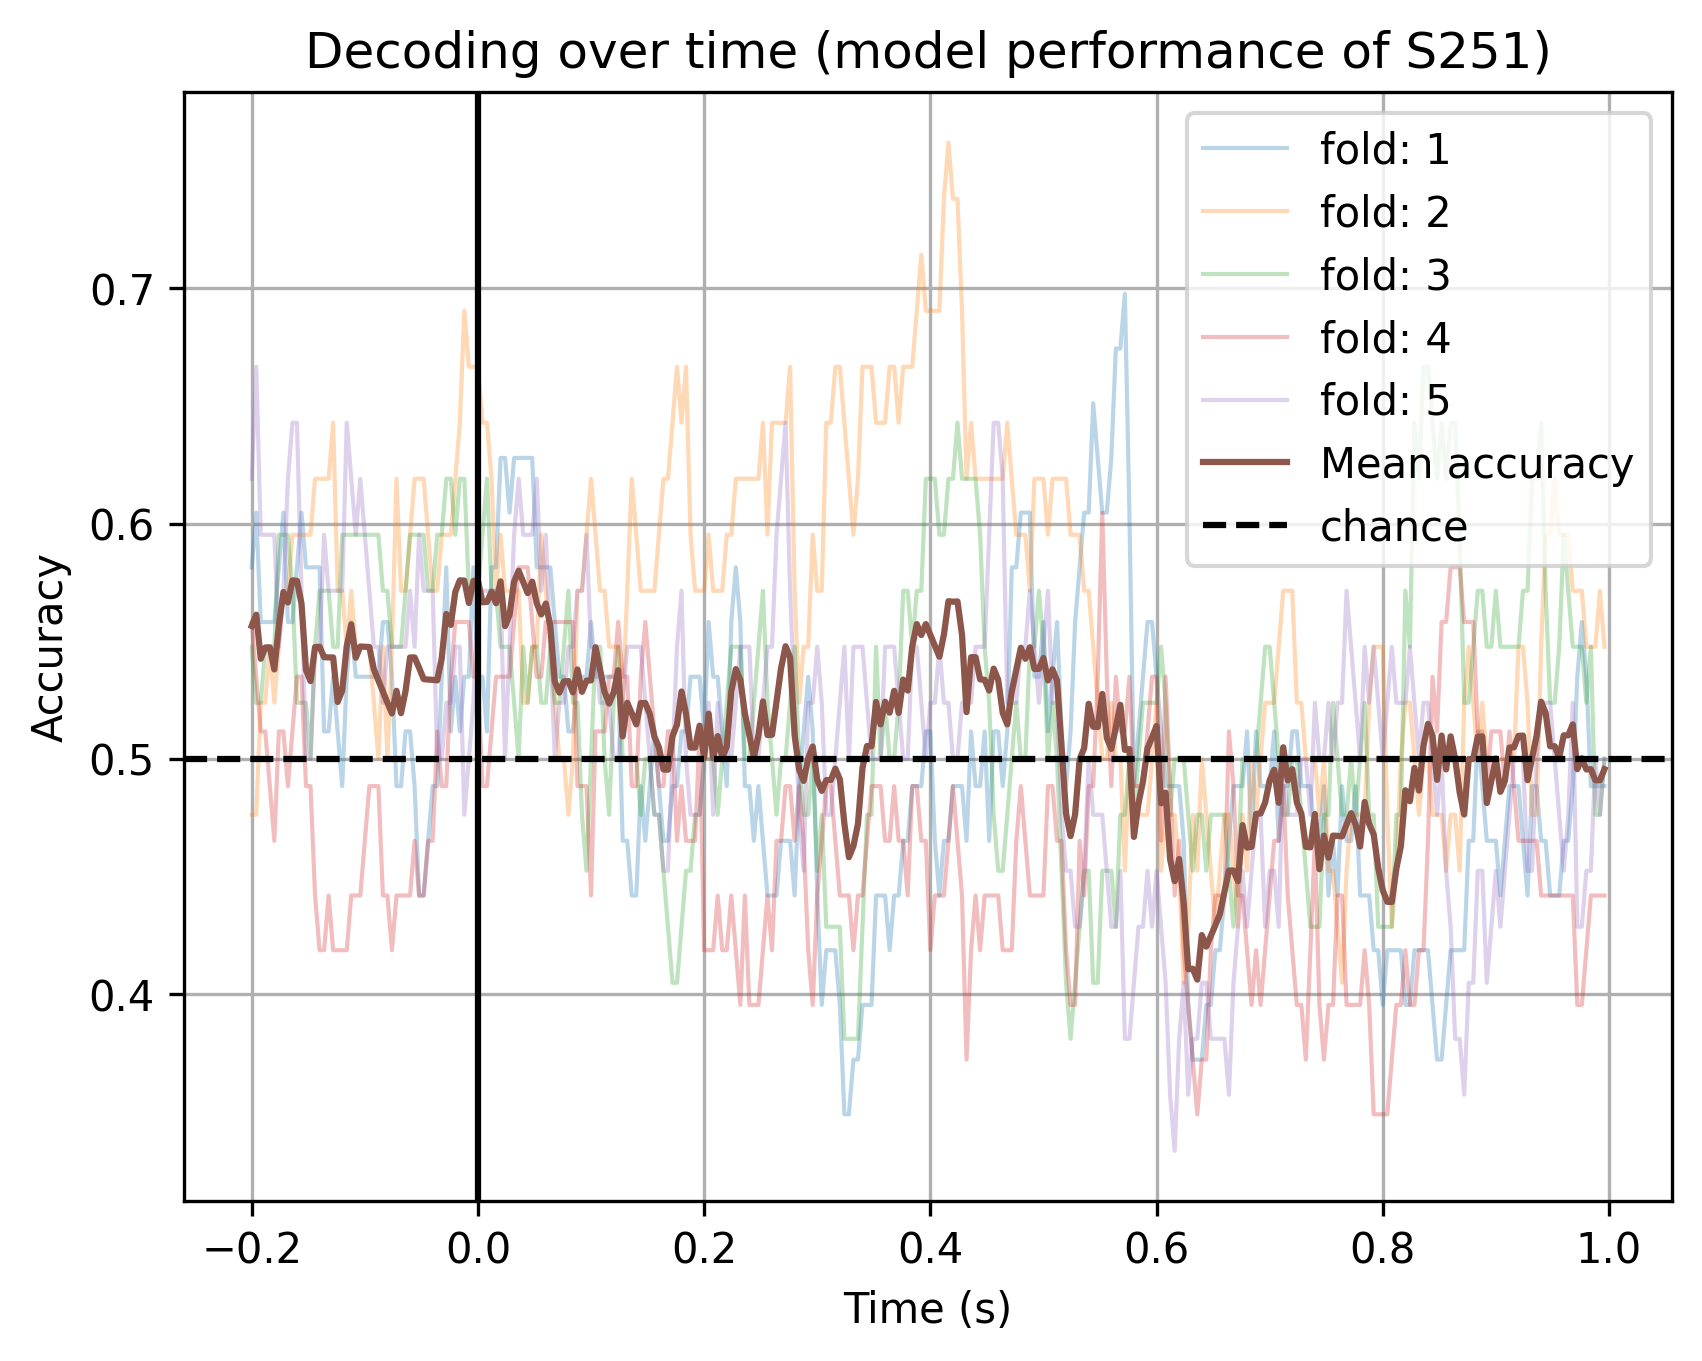 Decoding over time (model performance of S251)
fold: 1
fold: 2
fold: 3
fold: 4
fold: 5
Mean accuracy
chance
Accuracy
0.7
0.6
0.5
0.4
−0.2 0.0 0.2 0.4 0.6 0.8 1.0
Time (s)